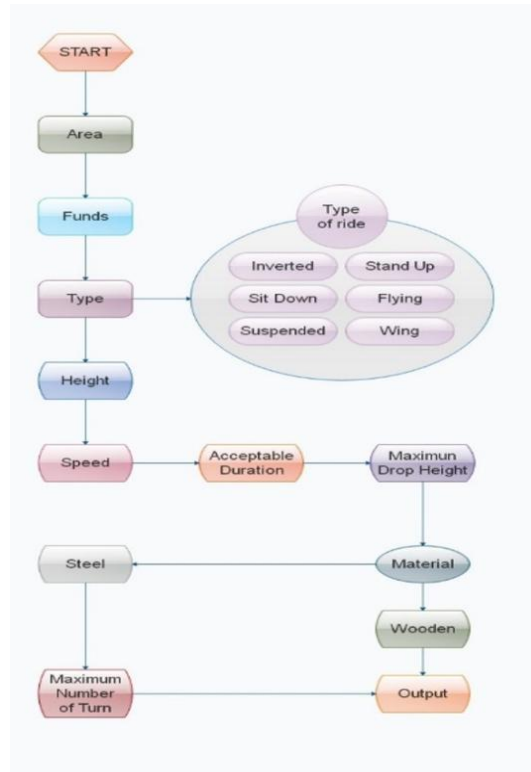 START
Area
Funds
Type
of ride
Inverted
Stand Up
Type
Sit Down
Flying
Suspended
Wing
Height
Speed
Acceptable
Duration
Maximun
Drop Height
Steel
Material
Wooden
Maximum
Number
of Turn
Output